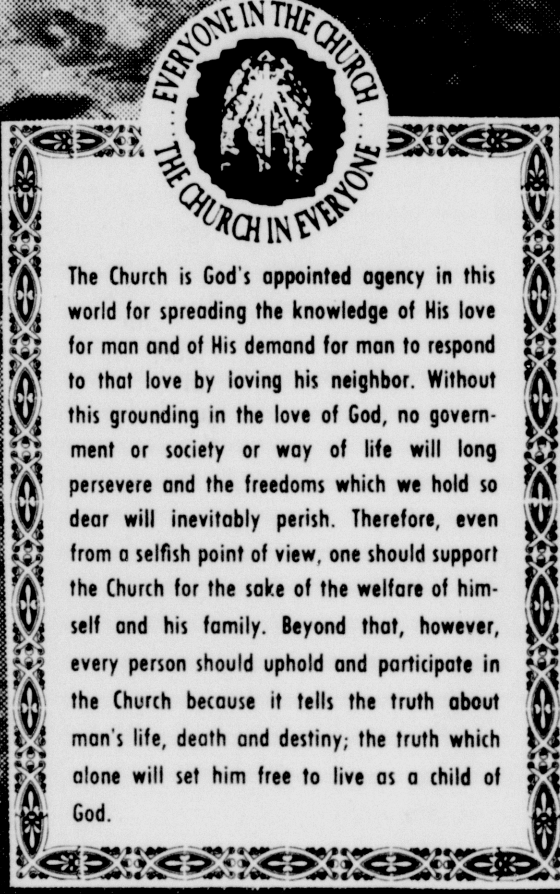 EVERYONE IN THE CHURCH
THE CHURCH IN EVERYONE
The Church is God's appointed agency in this
world for spreading the knowledge of His love
for man and of His demand for man to respond
to that love by loving his neighbor. Without
this grounding in the love of God, no govern-
ment or society or way of life will long
persevere and the freedoms which we hold so
dear will inevitably perish. Therefore, even
from a selfish point of view, one should support
the Church for the sake of the welfare of him-
self and his family. Beyond that, however,
every person should uphold and participate in
the Church because it tells the truth about
man's life, death and destiny; the truth which
alone will set him free to live as a child of
God.